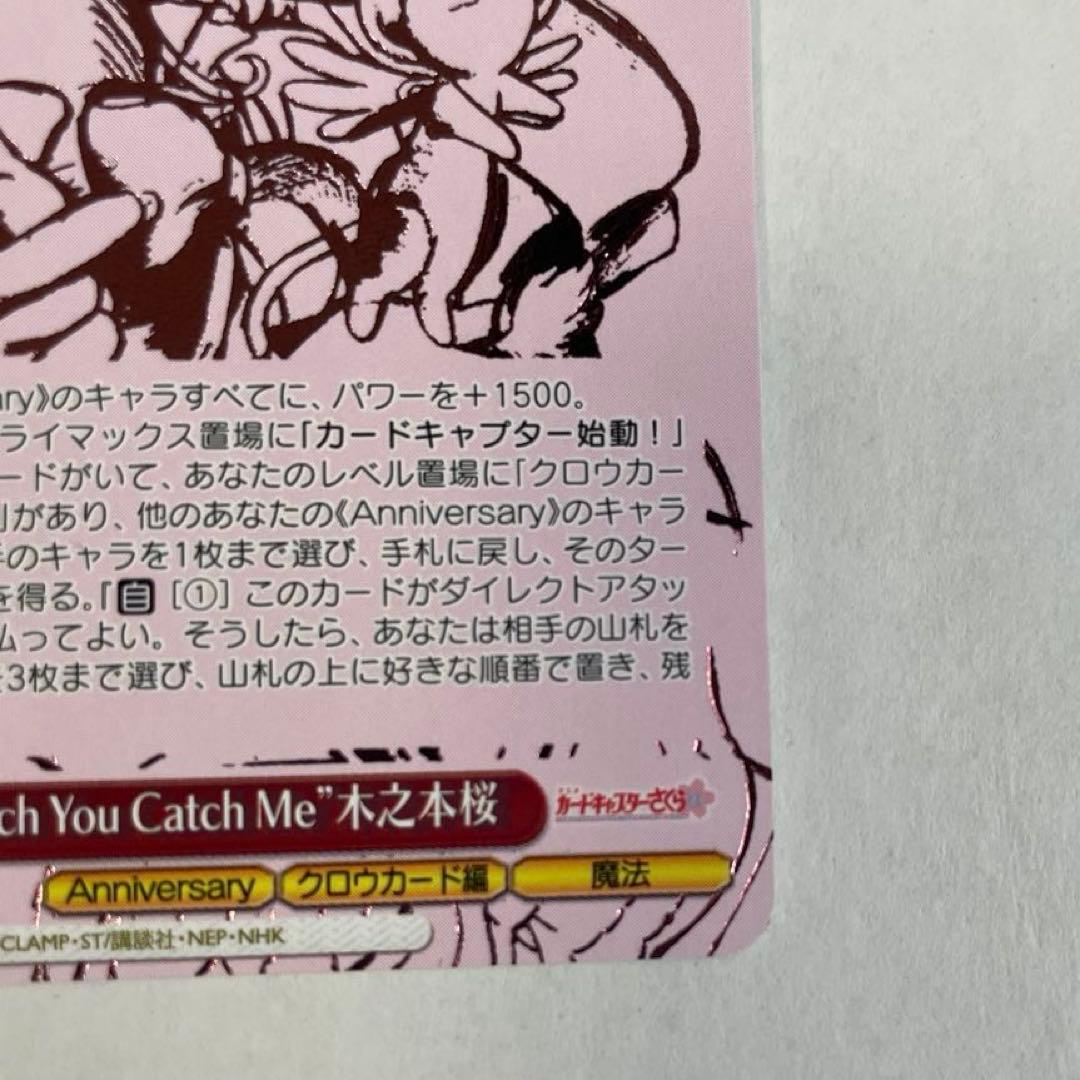 ary》のキャラすべてに、パワーを＋1500。
ライマックス置場に「カードキャプター始動！」
ードがいて、あなたのレベル置場に「クロウカー
」があり、他のあなたの《Anniversary》のキャラ
手のキャラを1枚まで選び、手札に戻し、そのター
を得る。『自 [①] このカードがダイレクトアタッ
払ってよい。そうしたら、あなたは相手の山札を
を3枚まで選び、山札の上に好きな順番で置き、残
ch You Catch Me”木之本桜
カードキャプターさくら
Anniversary クロウカード編 魔法
CLAMP・ST/講談社・NEP・NHK